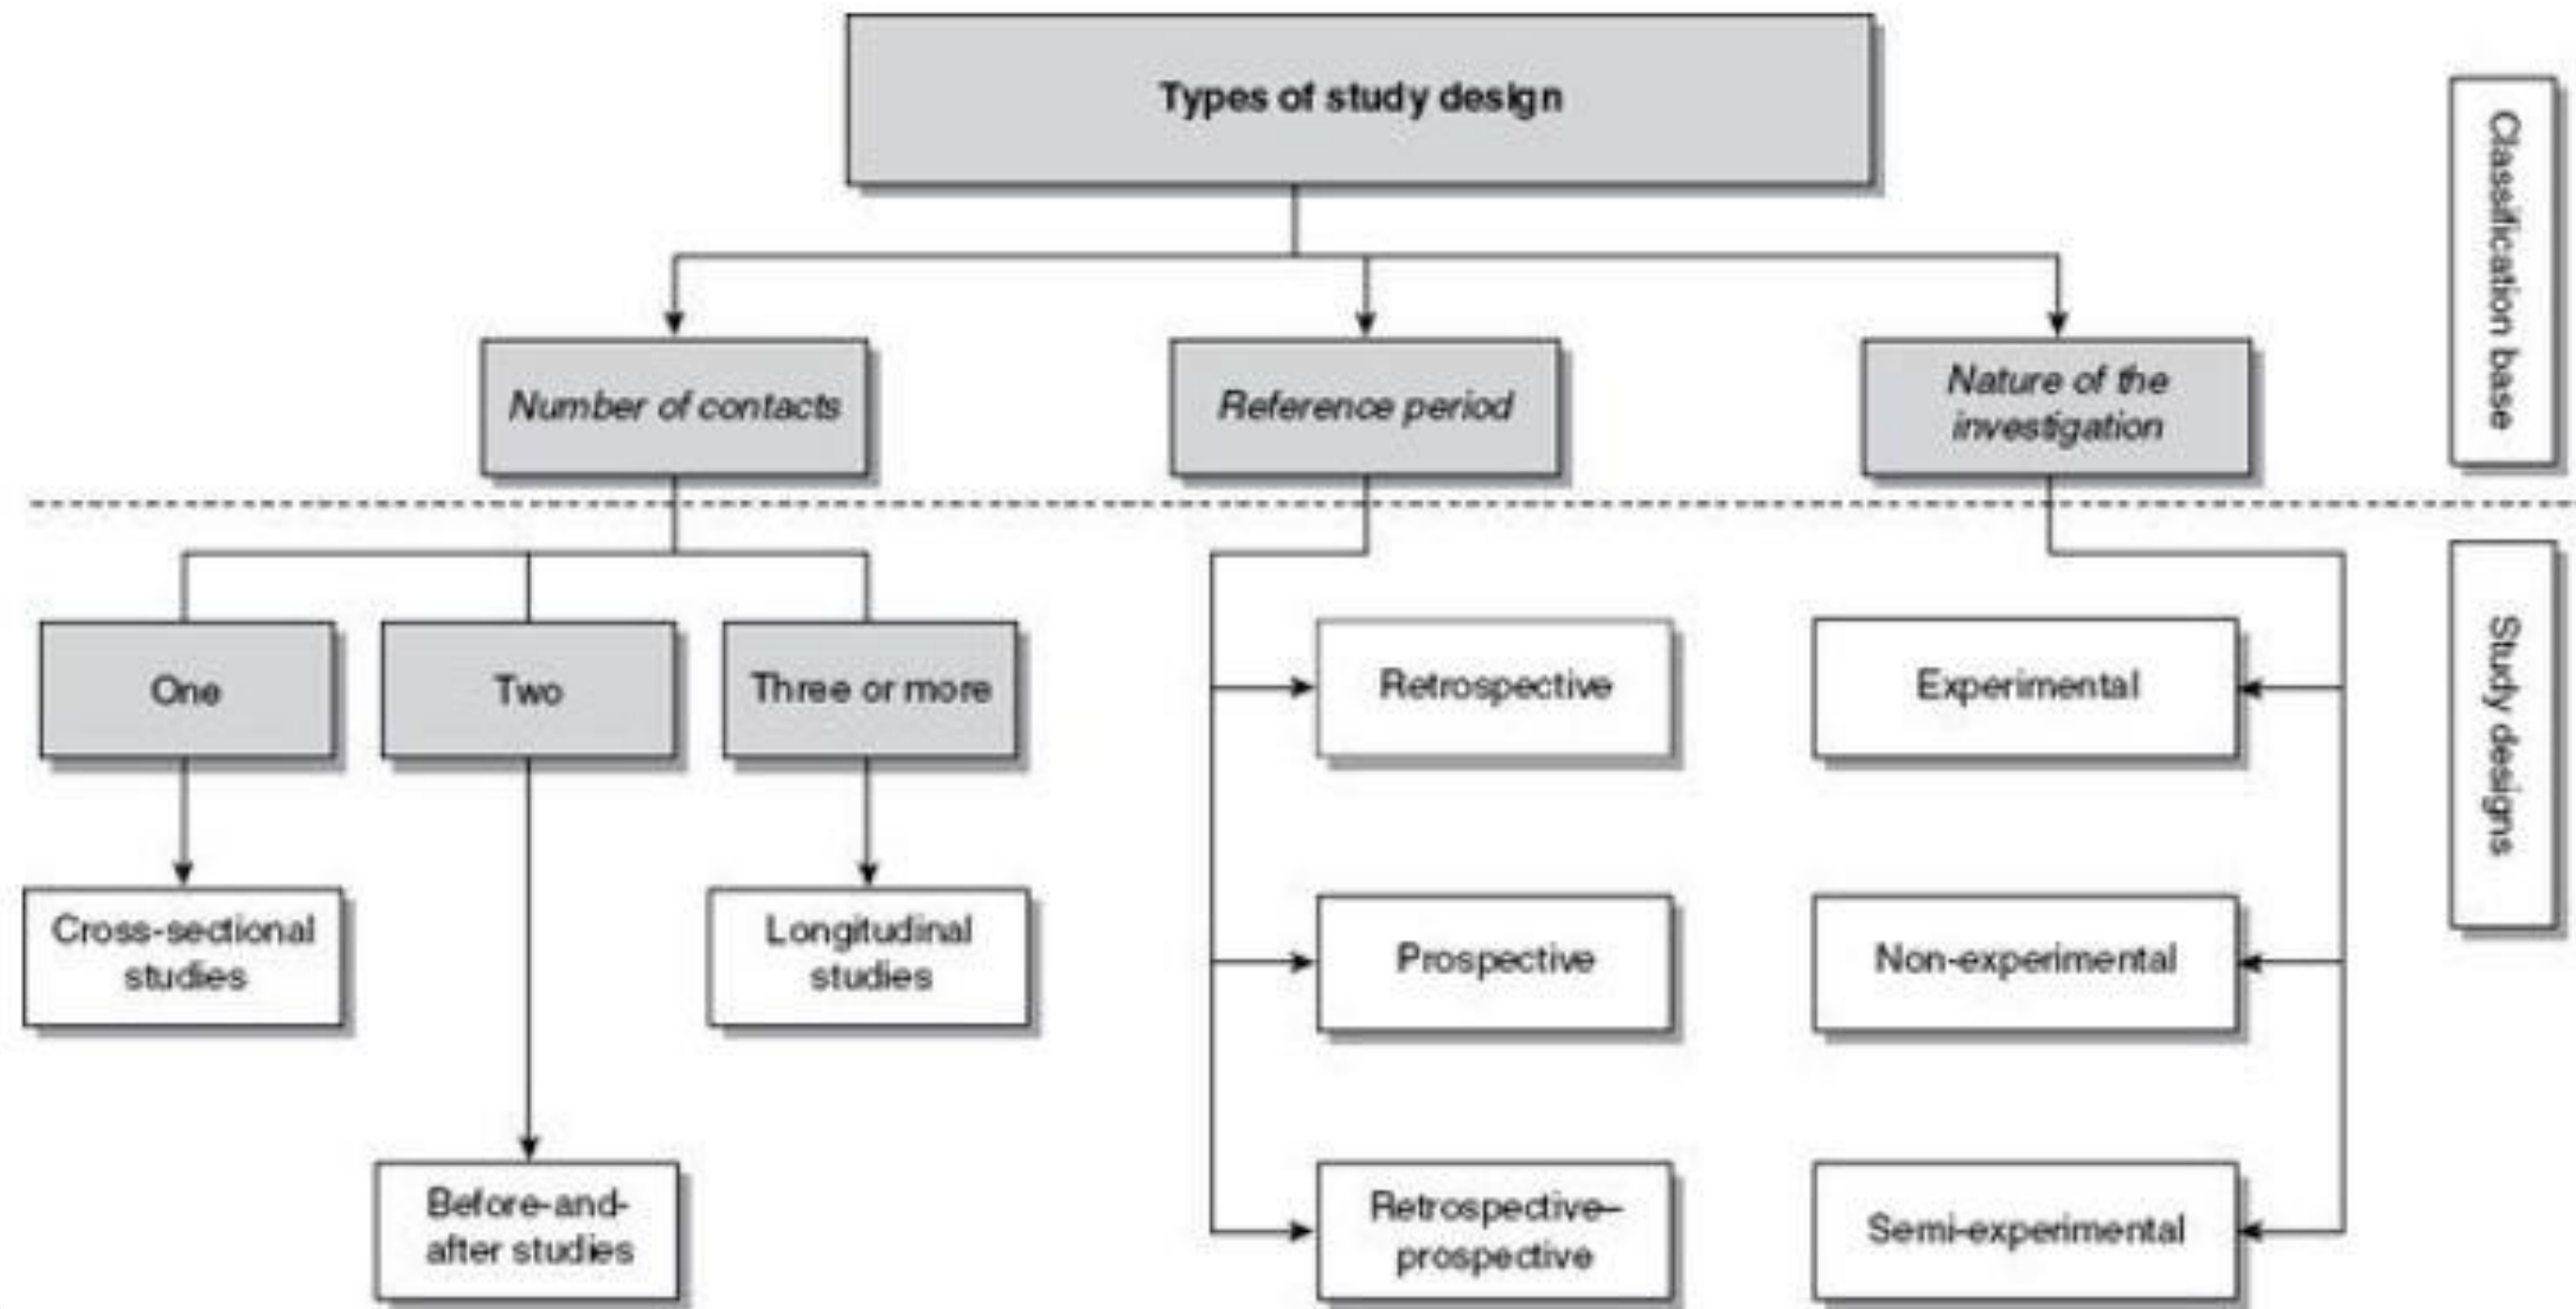 Types of study design
Classification base
Number of contacts
Reference period
Nature of the
investigation
Study designs
One
Two
Three or more
Retrospective
Experimental
Cross-sectional
studies
Longitudinal
studies
Prospective
Non-experimental
Before-and-
after studies
Retrospective–
prospective
Semi-experimental